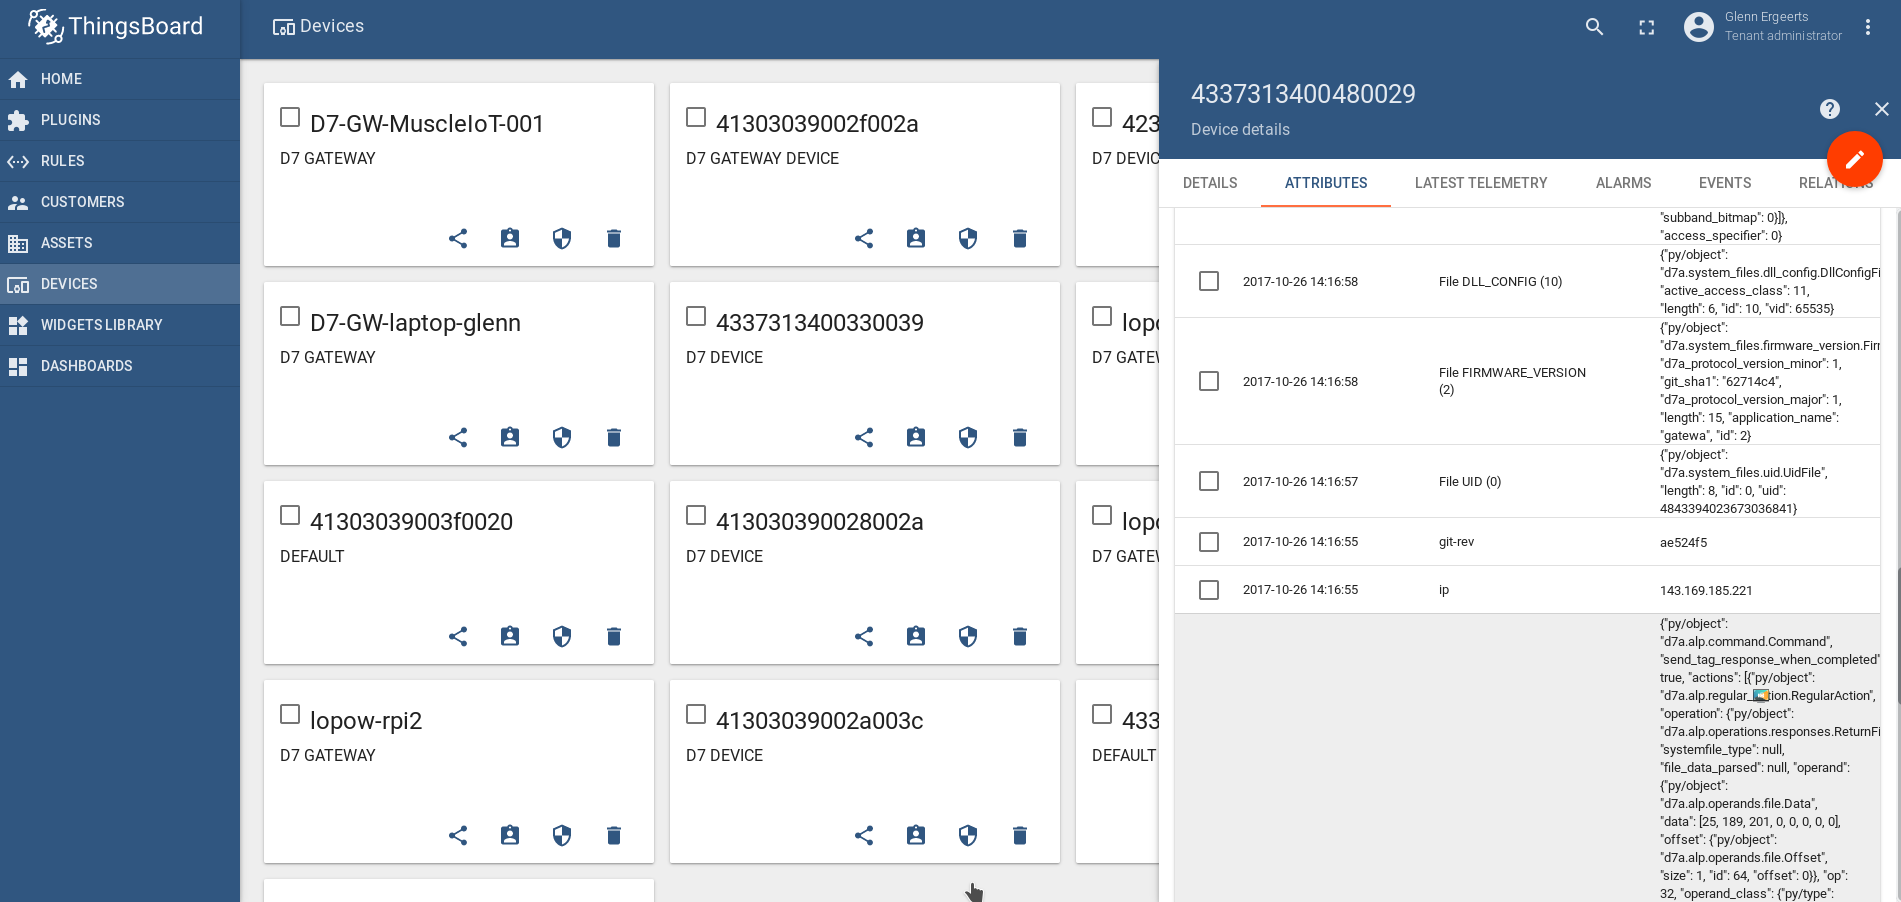 ThingsBoard
Devices
Glenn Ergeerts
Tenant administrator
HOME
PLUGINS
RULES
CUSTOMERS
ASSETS
DEVICES
WIDGETS LIBRARY
DASHBOARDS
D7-GW-MuscleIoT-001
D7 GATEWAY
41303039002f002a
D7 GATEWAY DEVICE
423
D7 DEVIC
D7-GW-laptop-glenn
D7 GATEWAY
4337313400330039
D7 DEVICE
lopo
D7 GATEW
41303039003f0020
DEFAULT
413030390028002a
D7 DEVICE
lopo
D7 GATEW
lopow-rpi2
D7 GATEWAY
41303039002a003c
D7 DEVICE
433
DEFAULT
4337313400480029
Device details
DETAILS
ATTRIBUTES
LATEST TELEMETRY
ALARMS
EVENTS
RELATIONS
"subband_bitmap": 0}]},
"access_specifier": 0}
2017-10-26 14:16:58
File DLL_CONFIG (10)
{"py/object":
"d7a.system_files.dll_config.DllConfigFi
"active_access_class": 11,
"length": 6, "id": 10, "vid": 65535}
2017-10-26 14:16:58
File FIRMWARE_VERSION
(2)
{"py/object":
"d7a.system_files.firmware_version.Firr
"d7a_protocol_version_minor": 1,
"git_sha1": "62714c4",
"d7a_protocol_version_major": 1,
"length": 15, "application_name":
"gatewa", "id": 2}
2017-10-26 14:16:57
File UID (0)
{"py/object":
"d7a.system_files.uid.UidFile",
"length": 8, "id": 0, "uid":
4843394023673036841}
2017-10-26 14:16:55
git-rev
ae524f5
2017-10-26 14:16:55
ip
143.169.185.221
{"py/object":
"d7a.alp.command.Command",
"send_tag_response_when_completed"
true, "actions": [{"py/object":
"d7a.alp.regular_ tion.RegularAction",
"operation": {"py/object":
"d7a.alp.operations.responses.ReturnFi
"systemfile_type": null,
"file_data_parsed": null, "operand":
{"py/object":
"d7a.alp.operands.file.Data",
"data": [25, 189, 201, 0, 0, 0, 0, 0],
"offset": {"py/object":
"d7a.alp.operands.file.Offset",
"size": 1, "id": 64, "offset": 0}}, "op":
32, "operand_class": {"py/type":